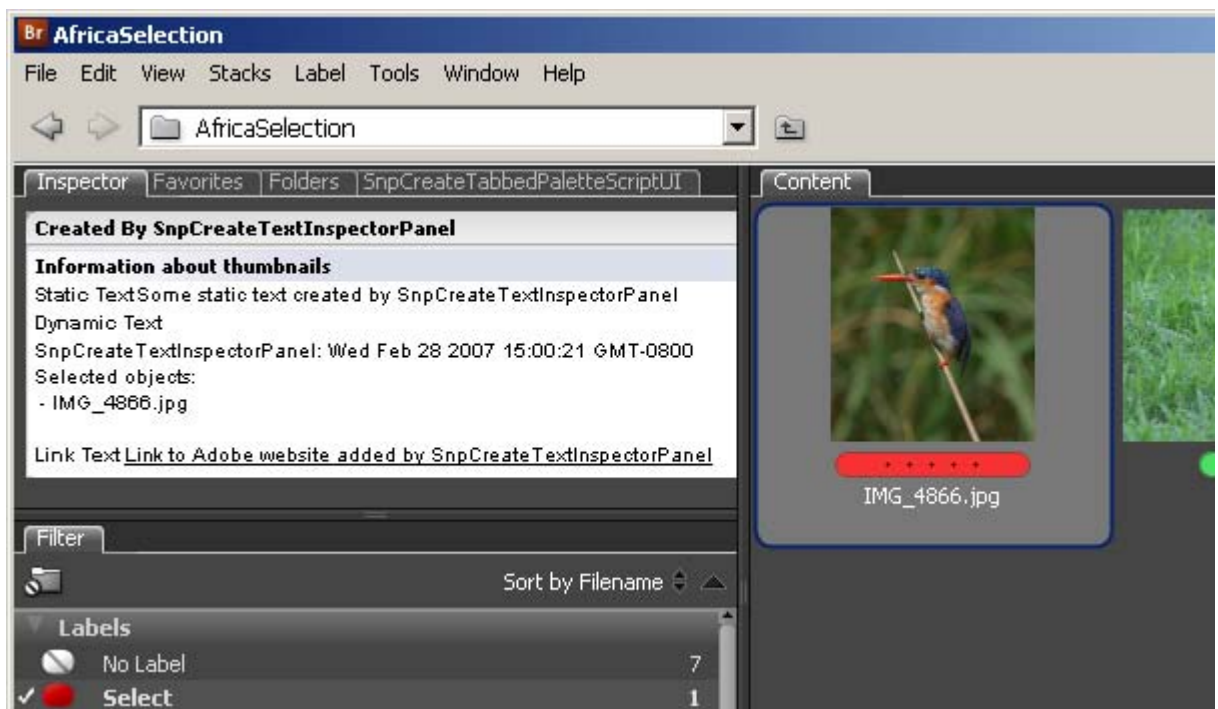 Br AfricaSelection
File Edit View Stacks Label Tools Window Help
AfricaSelection
Inspector Favorites Folders SnpCreateTabbedPaletteScriptUI
Created By SnpCreateTextInspectorPanel
Information about thumbnails
Static TextSome static text created by SnpCreateTextInspectorPanel
Dynamic Text
SnpCreateTextInspectorPanel: Wed Feb 28 2007 15:00:21 GMT-0800
Selected objects:
- IMG_4866.jpg
Link Text Link to Adobe website added by SnpCreateTextInspectorPanel
Filter
Sort by Filename
Labels
No Label 7
Select 1
Content
IMG_4866.jpg